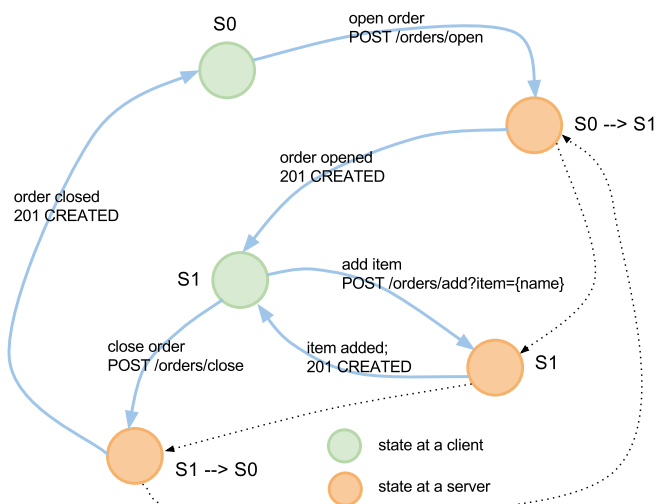 S0
open order
POST /orders/open
S0 --> S1
order opened
201 CREATED
order closed
201 CREATED
S1
add item
POST /orders/add?item={name}
close order
POST /orders/close
item added;
201 CREATED
S1
S1 --> S0
state at a client
state at a server